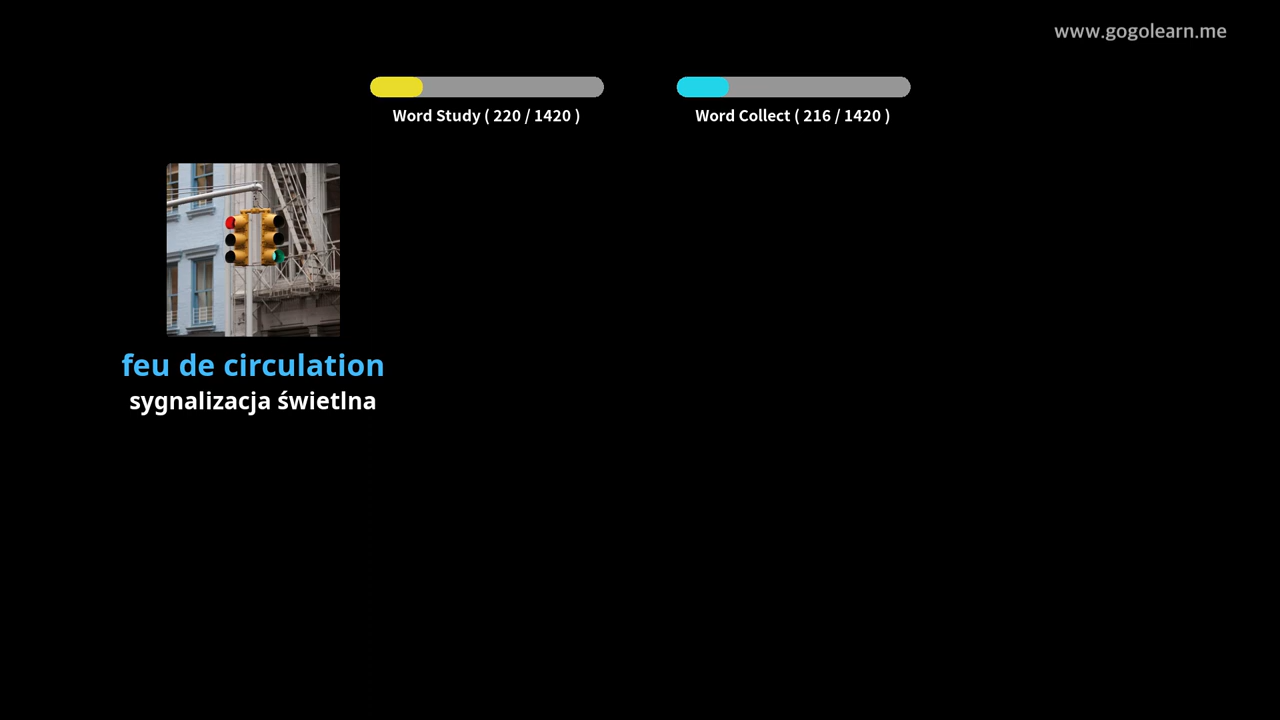 www.gogolearn.me
Word Study ( 220 / 1420 )
Word Collect ( 216 / 1420 )
feu de circulation
sygnalizacja świetlna